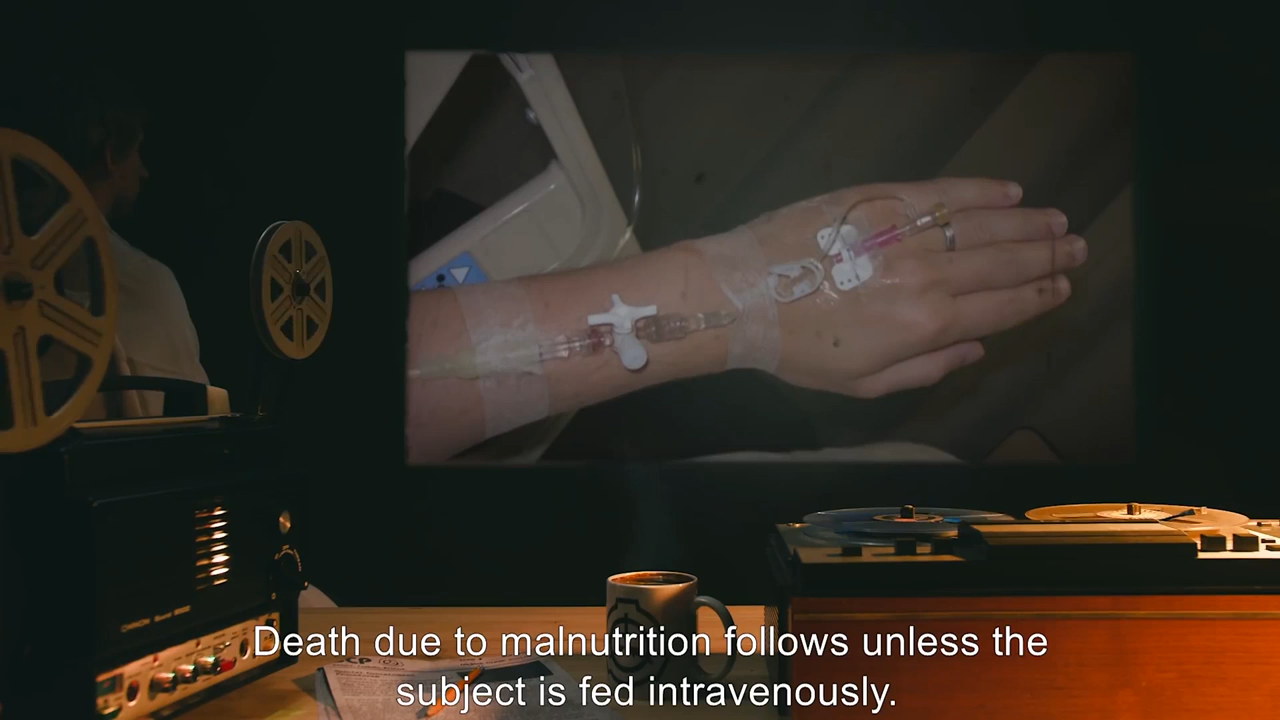 Death due to malnutrition follows unless the
subject is fed intravenously.